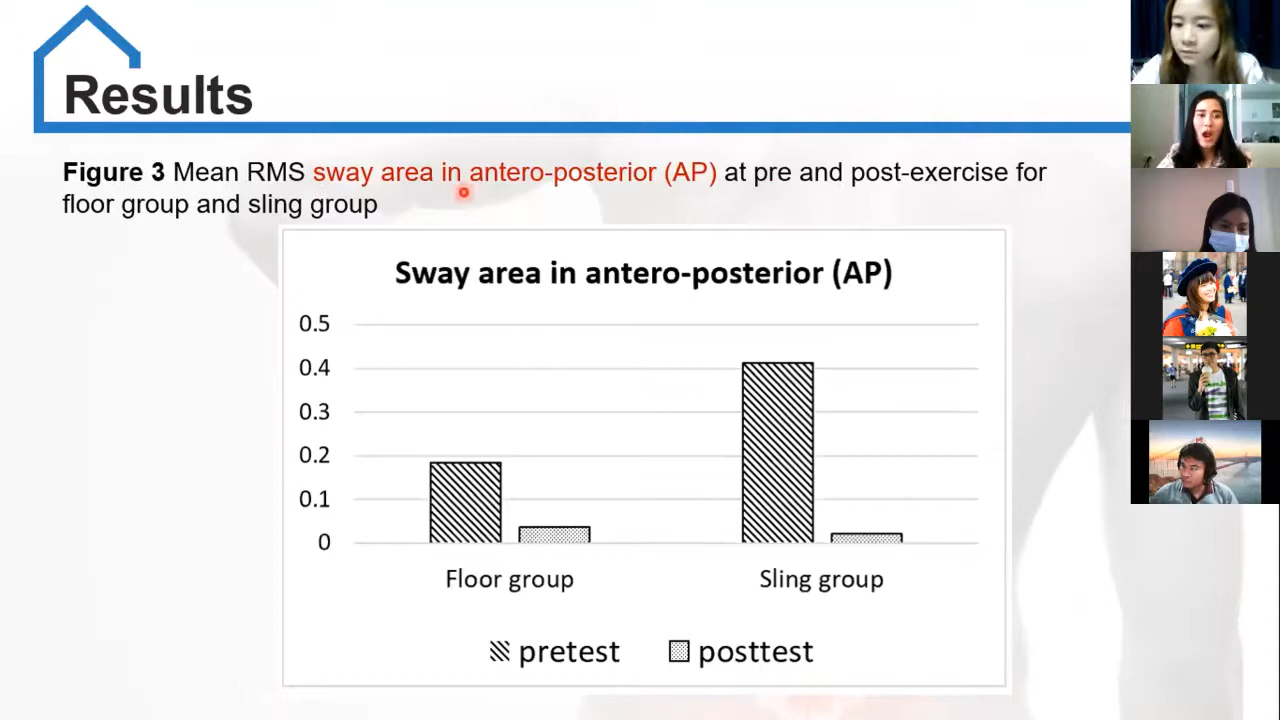 Results
Figure 3 Mean RMS sway area in antero-posterior (AP) at pre and post-exercise for
floor group and sling group
Sway area in antero-posterior (AP)
0.5
0.4
0.3
0.2
0.1
0
Floor group
Sling group
pretest
posttest